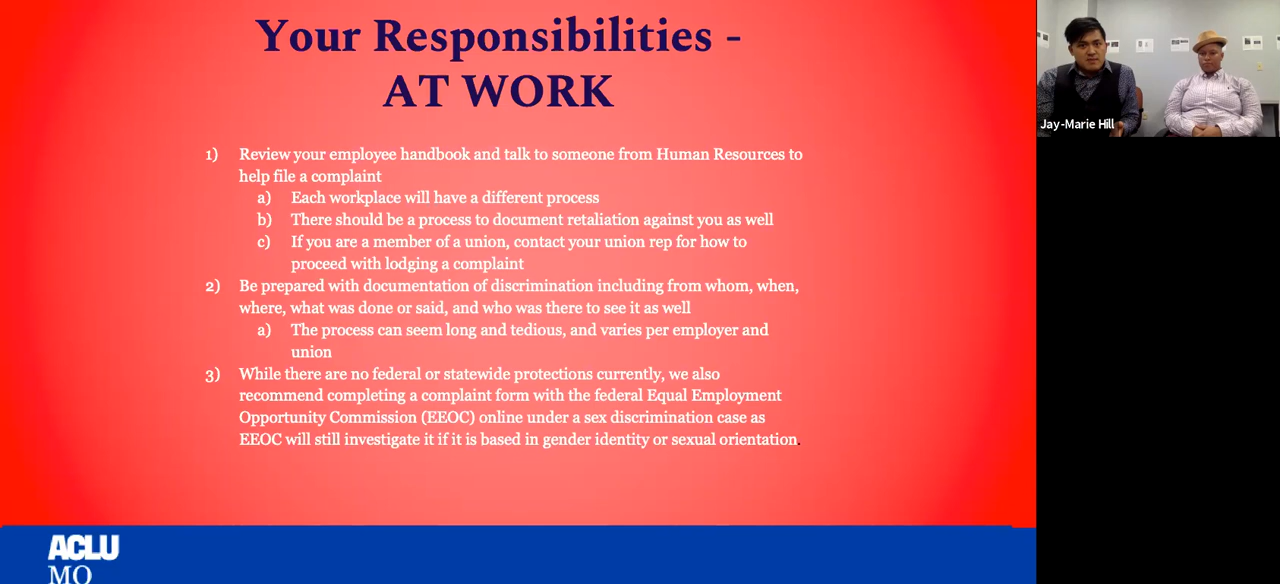 Your Responsibilities -
AT WORK
Jay-Marie Hill
1) Review your employee handbook and talk to someone from Human Resources to
help file a complaint
a) Each workplace will have a different process
b) There should be a process to document retaliation against you as well
c) If you are a member of a union, contact your union rep for how to
proceed with lodging a complaint
2) Be prepared with documentation of discrimination including from whom, when,
where, what was done or said, and who was there to see it as well
a) The process can seem long and tedious, and varies per employer and
union
3) While there are no federal or statewide protections currently, we also
recommend completing a complaint form with the federal Equal Employment
Opportunity Commission (EEOC) online under a sex discrimination case as
EEOC will still investigate it if it is based in gender identity or sexual orientation.
ACLU
MO